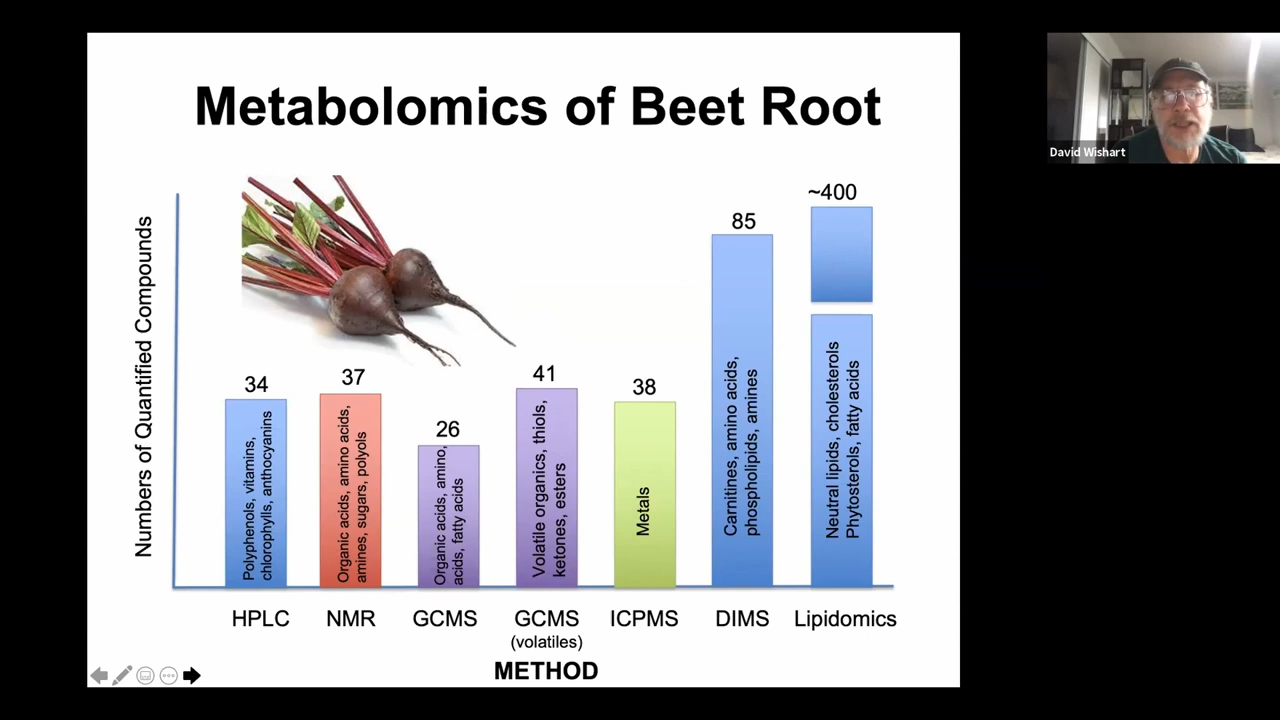 Metabolomics of Beet Root
David Wishart
Numbers of Quantified Compounds
34
37
26
41
38
85
~400
Polyphenols, vitamins,
chlorophylls, anthocyanins
Organic acids, amino acids,
amines, sugars, polyols
Organic acids, amino,
acids, fatty acids
Volatile organics, thiols,
ketones, esters
Metals
Carnitines, amino acids,
phospholipids, amines
Neutral lipids, cholesterols
Phytosterols, fatty acids
HPLC
NMR
GCMS
GCMS
(volatiles)
ICPMS
DIMS
Lipidomics
METHOD